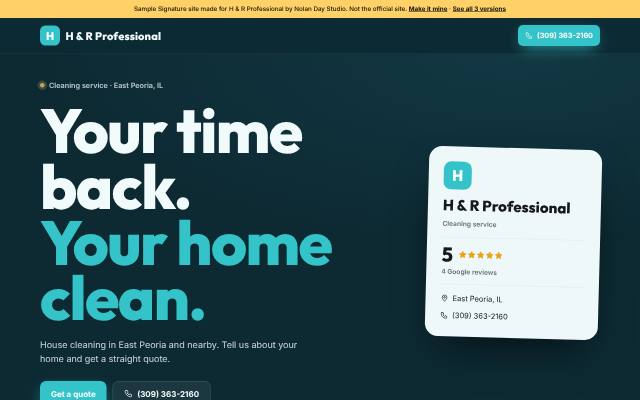 Sample Signature site made for H & R Professional by Nolan Day Studio. Not the official site. Make it mine · See all 3 versions
H
H & R Professional
(309) 363-2160
Cleaning service · East Peoria, IL
Your time
back.
Your home
clean.
House cleaning in East Peoria and nearby. Tell us about your
home and get a straight quote.
Get a quote
(309) 363-2160
H
H & R Professional
Cleaning service
5
4 Google reviews
East Peoria, IL
(309) 363-2160